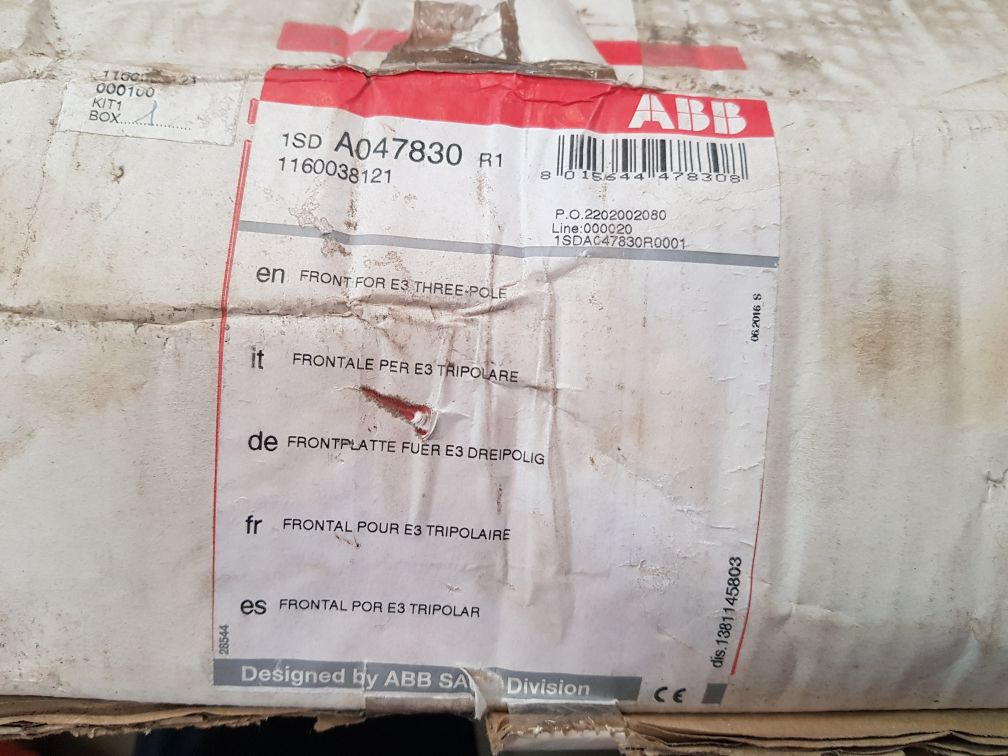 000100
KIT1
BOX 1
ABB
1SD A047830 R1
1160038121
8 015644 478308
P.O.2202002080
Line:000020
1SDA047830R0001
en FRONT FOR E3 THREE-POLE
it FRONTALE PER E3 TRIPOLARE
de FRONTPLATTE FUER E3 DREIPOLIG
fr FRONTAL POUR E3 TRIPOLAIRE
es FRONTAL POR E3 TRIPOLAR
06.2016 S
dis.1381145803
28544
Designed by ABB Division
CE